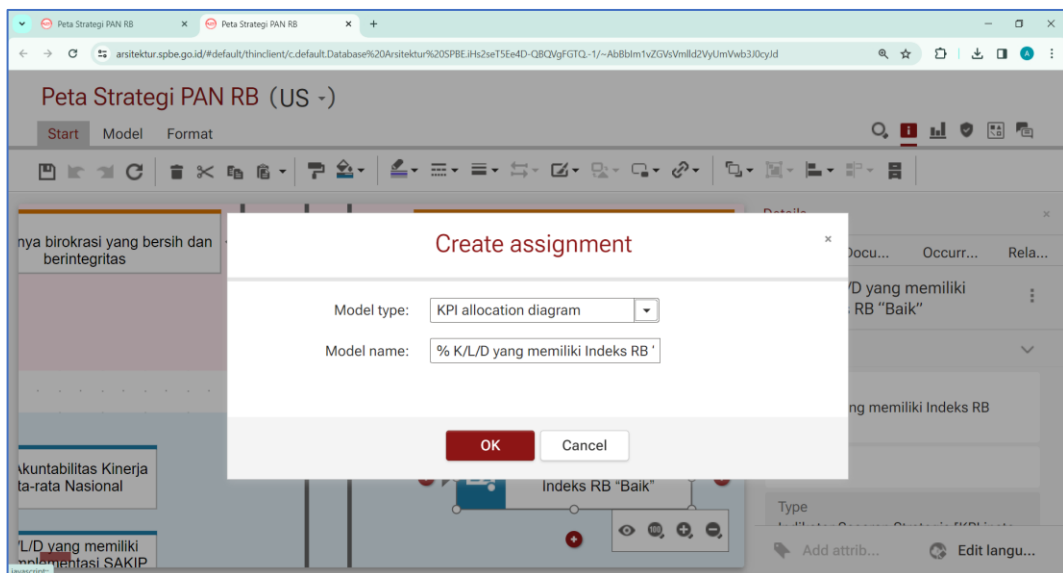 Peta Strategi PAN RB
Peta Strategi PAN RB
arsitektur.spbe.go.id/#default/thinclient/c.default.Database%20Arsitektur%20SPBE.iHs2seT5Ee4D-QBQVgFGTQ.-1/~AbBbIm1vZGVsVmlld2VyUmVwb3J0cyJd
A
Peta Strategi PAN RB (US -)
Start Model Format
Details
nya birokrasi yang bersih dan
berintegritas
Create assignment
Docu... Occurr... Rela...
/D yang memiliki
RB "Baik"
Model type: KPI allocation diagram
Model name: % K/L/D yang memiliki Indeks RB "
ng memiliki Indeks RB
OK Cancel
Akuntabilitas Kinerja
ta-rata Nasional
Indeks RB "Baik"
Type
100
/L/D yang memiliki
mplementasi SAKIP
Add attrib... Edit langu...
javascript:;